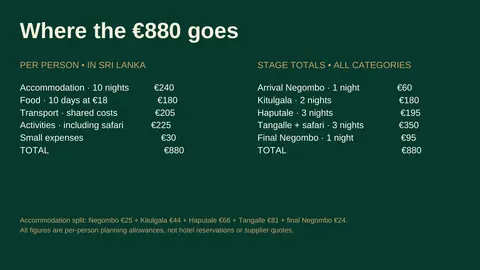 Where the €880 goes
PER PERSON • IN SRI LANKA
Accommodation · 10 nights €240
Food · 10 days at €18 €180
Transport · shared costs €205
Activities · including safari €225
Small expenses €30
TOTAL €880
STAGE TOTALS • ALL CATEGORIES
Arrival Negombo · 1 night €60
Kitulgala · 2 nights €180
Haputale · 3 nights €195
Tangalle + safari · 3 nights €350
Final Negombo · 1 night €95
TOTAL €880
Accommodation split: Negombo €25 + Kitulgala €44 + Haputale €66 + Tangalle €81 + final Negombo €24.
All figures are per-person planning allowances, not hotel reservations or supplier quotes.